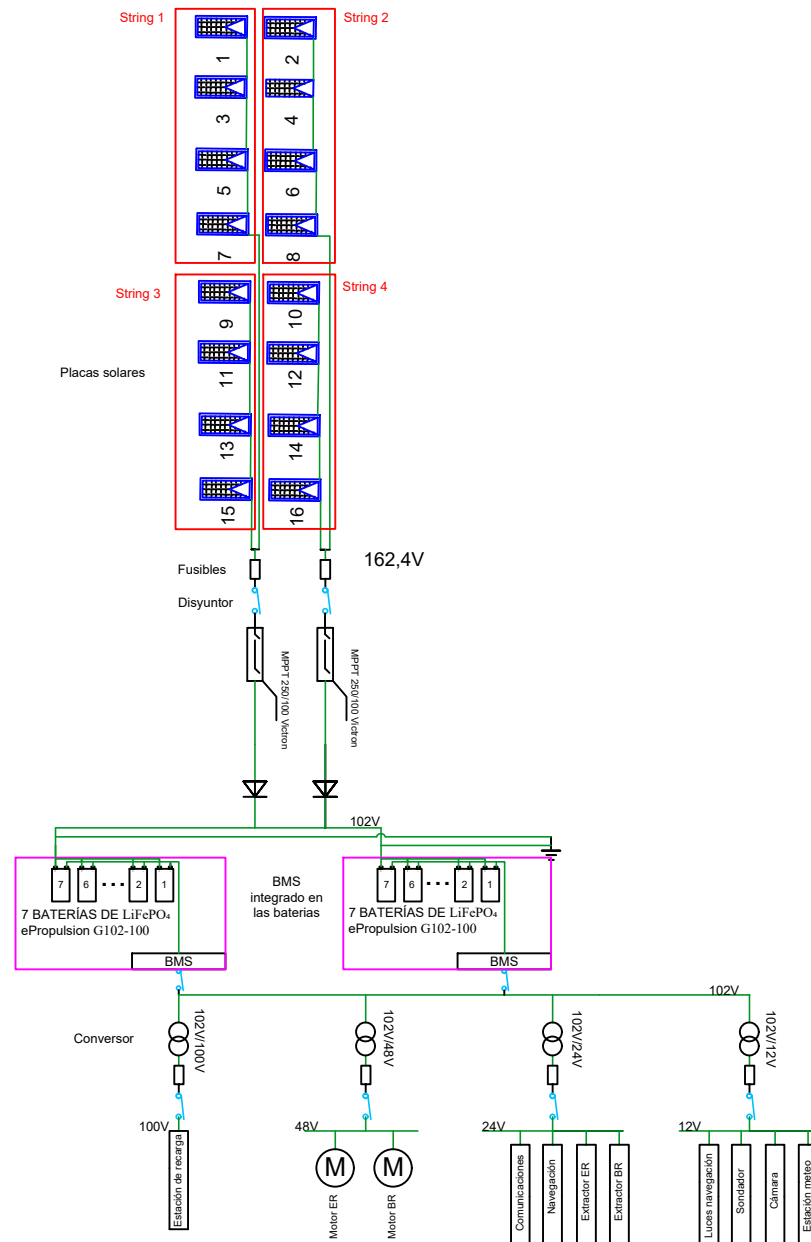 String 1
String 2
1
2
3
4
5
6
7
8
String 3
String 4
9
10
Placas solares
11
12
13
14
15
16
162,4V
Fusibles
Disyuntor
MPPT 250/100 Victron
MPPT 250/100 Victron
102V
7
6
2
1
7 BATERÍAS DE LiFePO₄
ePropulsion G102-100
BMS
BMS
integrado en
las baterias
7
6
2
1
7 BATERÍAS DE LiFePO₄
ePropulsion G102-100
BMS
102V
Conversor
102V/100V
102V/48V
102V/24V
102V/12V
100V
48V
24V
12V
Estación de recarga
M
Motor ER
M
Motor BR
Comunicaciones
Navegación
Extractor ER
Extractor BR
Luces navegación
Sondador
Cámara
Estación meteo